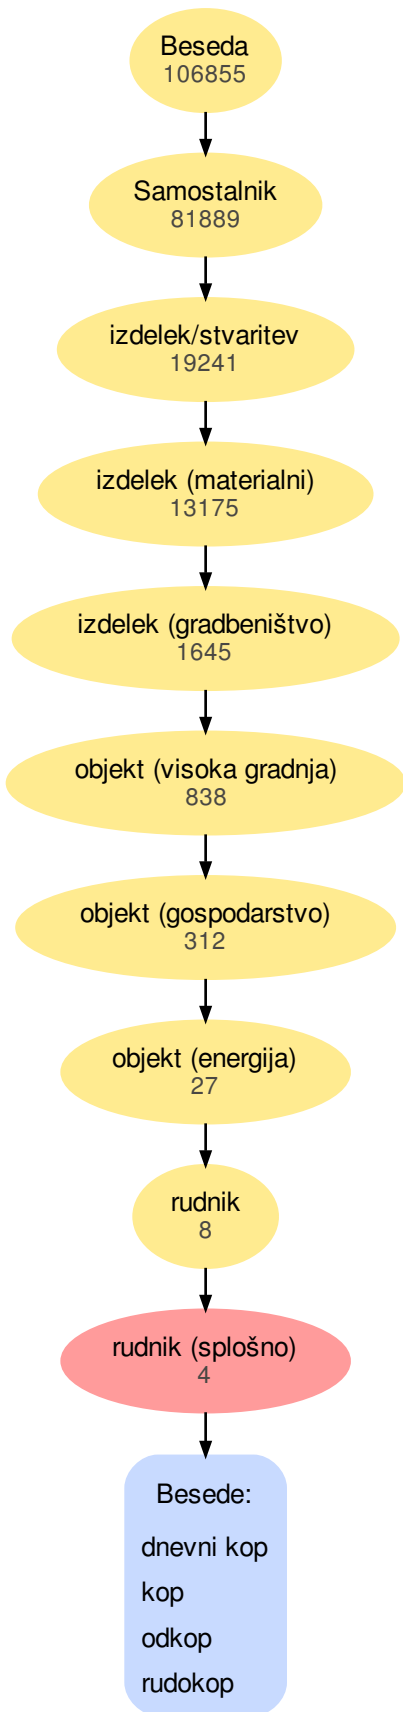 Beseda
106855
Samostalnik
81889
izdelek/stvaritev
19241
izdelek (materialni)
13175
izdelek (gradbeništvo)
1645
objekt (visoka gradnja)
838
objekt (gospodarstvo)
312
objekt (energija)
27
rudnik
8
rudnik (splošno)
4
Besede:
dnevni kop
kop
odkop
rudokop